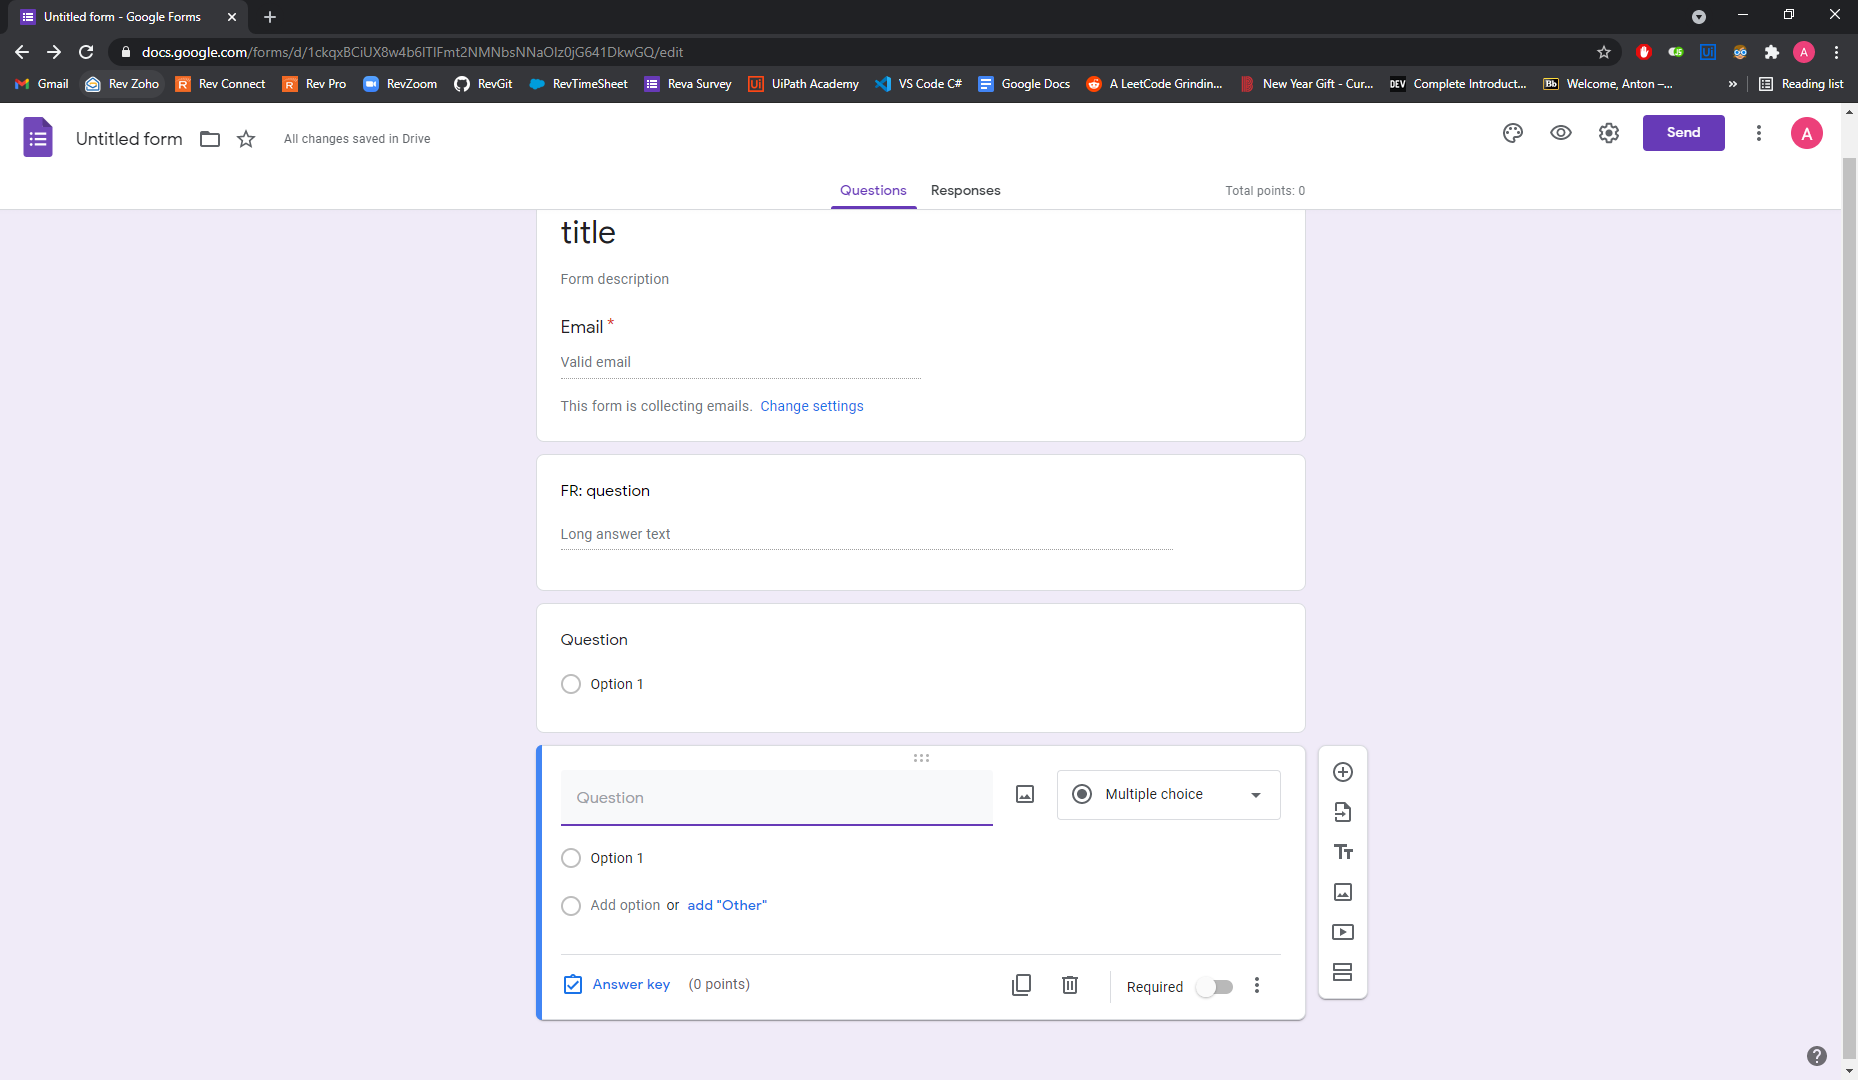 Untitled form - Google Forms
docs.google.com/forms/d/1ckqxBCiUX8w4b6ITlFmt2NMNbsNNaOIz0jG641DkwGQ/edit
Gmail Rev Zoho Rev Connect Rev Pro RevZoom RevGit RevTimeSheet Reva Survey UiPath Academy VS Code C# Google Docs A LeetCode Grindin... New Year Gift - Cur... DEV Complete Introduct... Bb Welcome, Anton –... » Reading list
Untitled form All changes saved in Drive Send A
Questions Responses Total points: 0
title
Form description
Email *
Valid email
This form is collecting emails. Change settings
FR: question
Long answer text
Question
Option 1
Question Multiple choice
Option 1
Add option or add "Other"
Answer key (0 points) Required